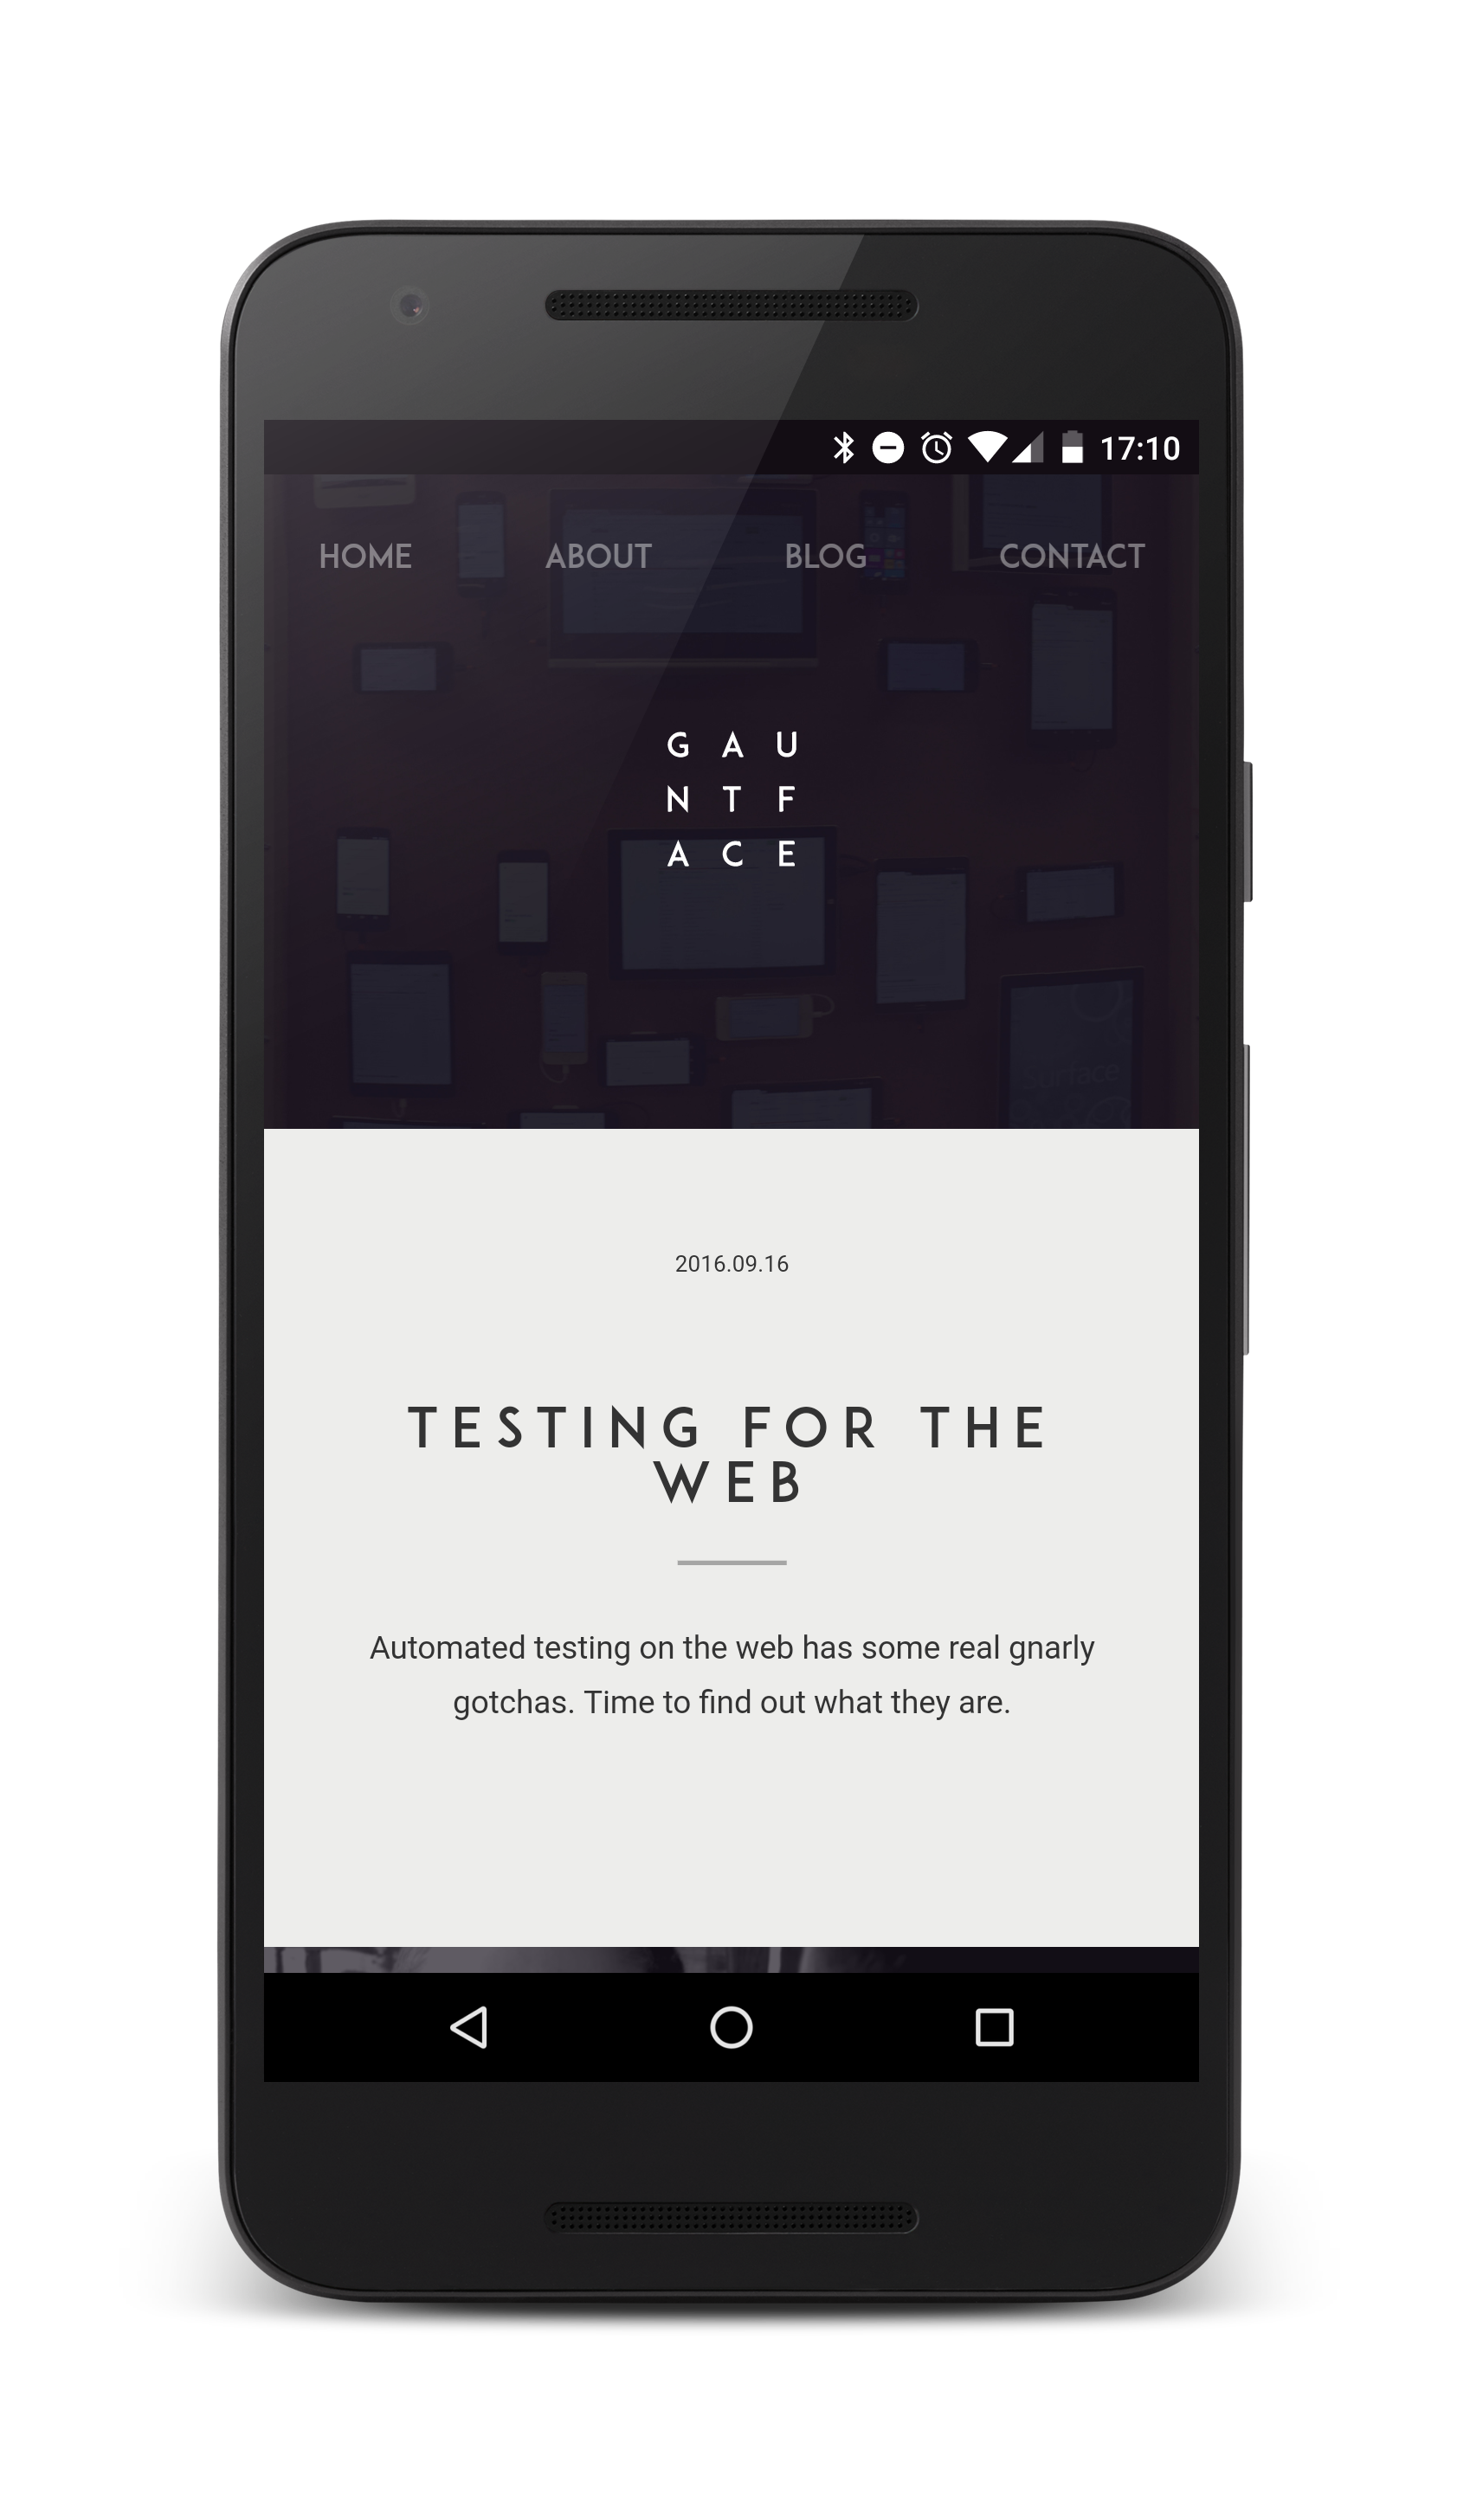 17:10
HOME ABOUT BLOG CONTACT
G A U
N T F
A C E
Surface
2016.09.16
TESTING FOR THE
WEB
Automated testing on the web has some real gnarly
gotchas. Time to find out what they are.